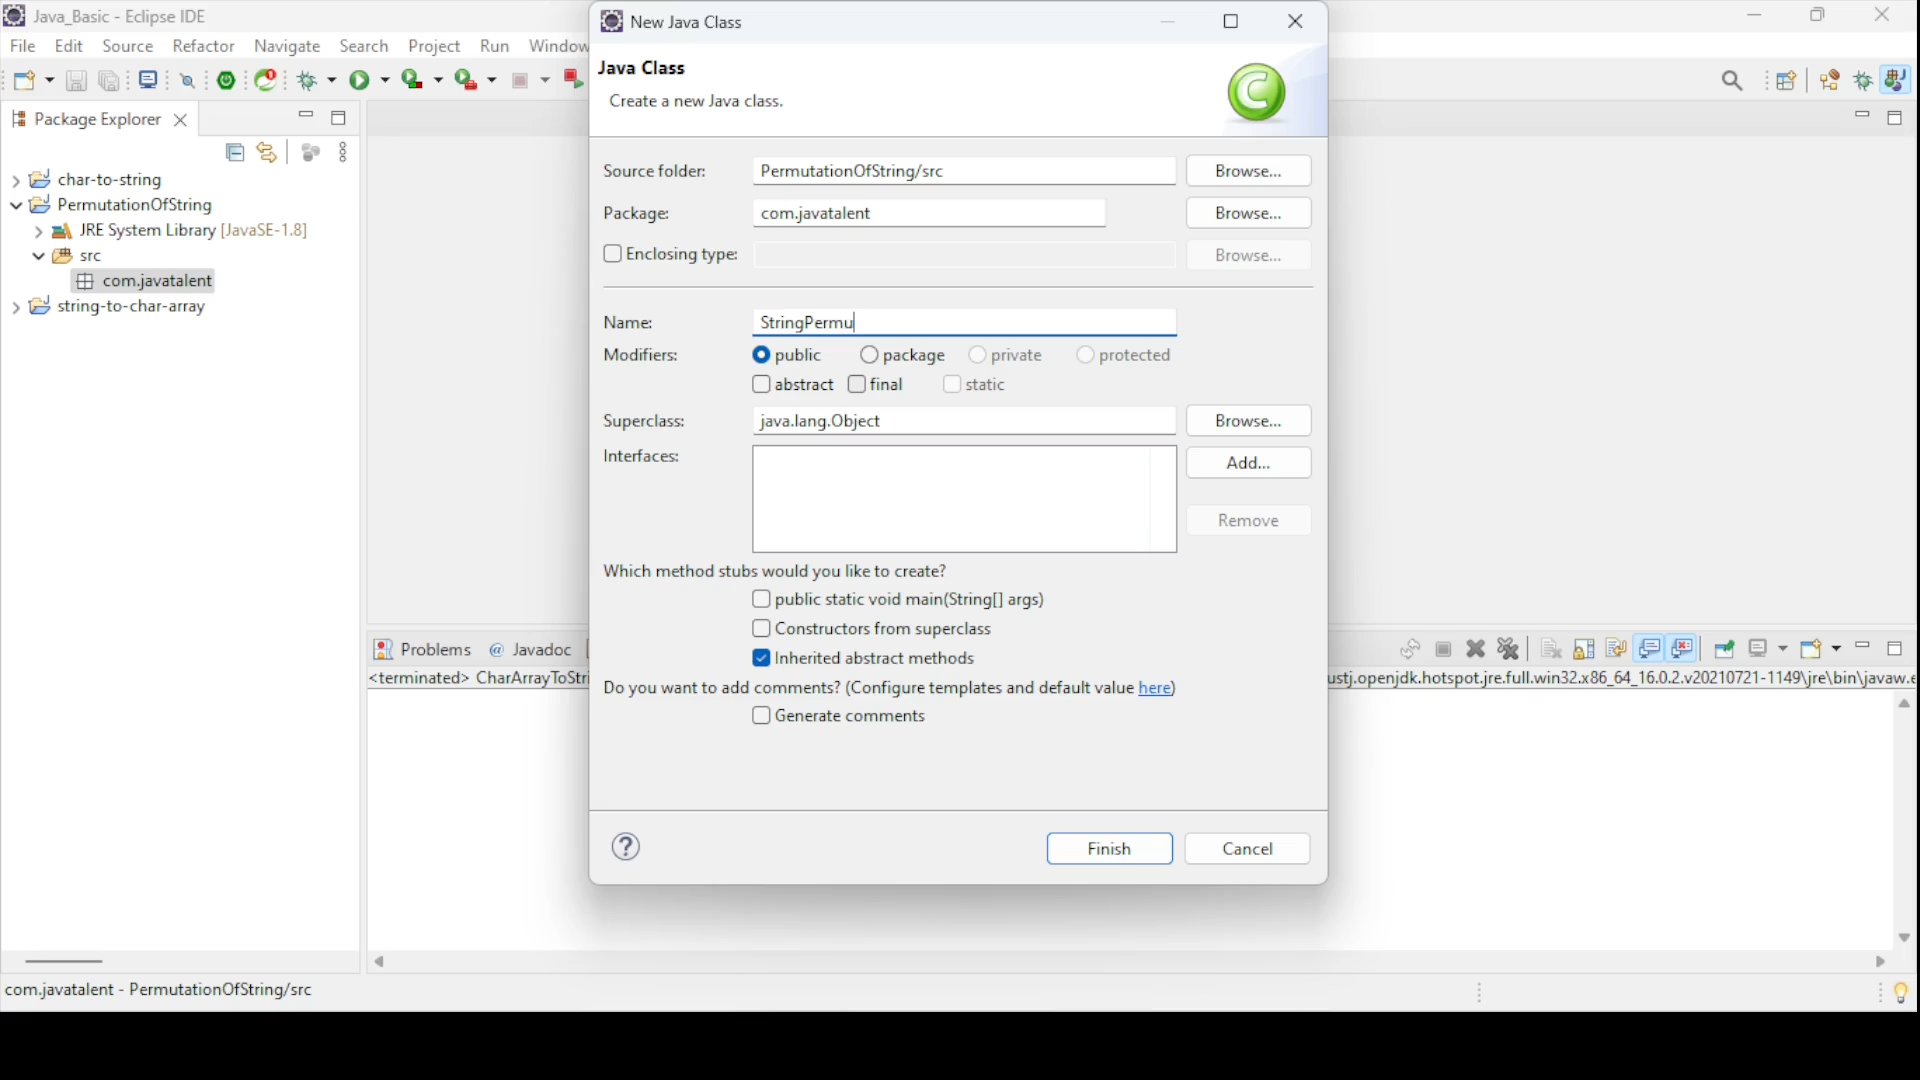 Java_Basic - Eclipse IDE
File Edit Source Refactor Navigate Search Project Run Window
Package Explorer
char-to-string
PermutationOfString
JRE System Library [JavaSE-1.8]
src
com.javatalent
string-to-char-array
New Java Class
Java Class
Create a new Java class.
Source folder: PermutationOfString/src Browse...
Package: com.javatalent Browse...
Enclosing type: Browse...
Name: StringPermu
Modifiers: public package private protected
abstract final static
Superclass: java.lang.Object Browse...
Interfaces: Add...
Remove
Which method stubs would you like to create?
public static void main(String[] args)
Constructors from superclass
Inherited abstract methods
Do you want to add comments? (Configure templates and default value here)
Generate comments
Finish Cancel
Problems @ Javadoc
<terminated> CharArrayToStri
ustj.openjdk.hotspot.jre.full.win32.x86_64_16.0.2.v20210721-1149\jre\bin\javaw.e
com.javatalent - PermutationOfString/src